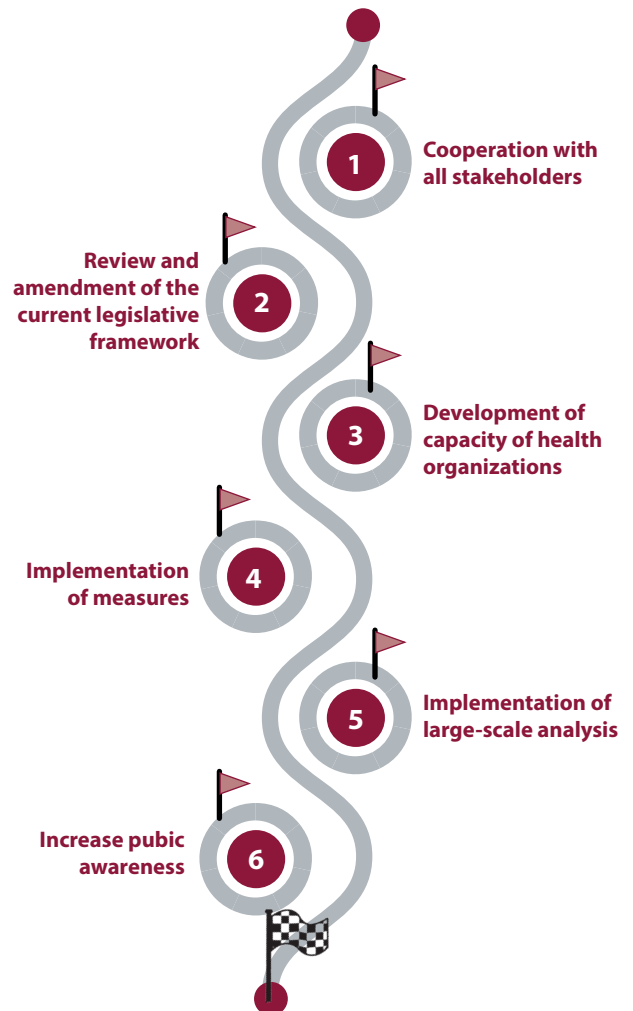 1
Cooperation with
all stakeholders
2
Review and
amendment of the
current legislative
framework
3
Development of
capacity of health
organizations
4
Implementation
of measures
5
Implementation of
large-scale analysis
6
Increase pubic
awareness